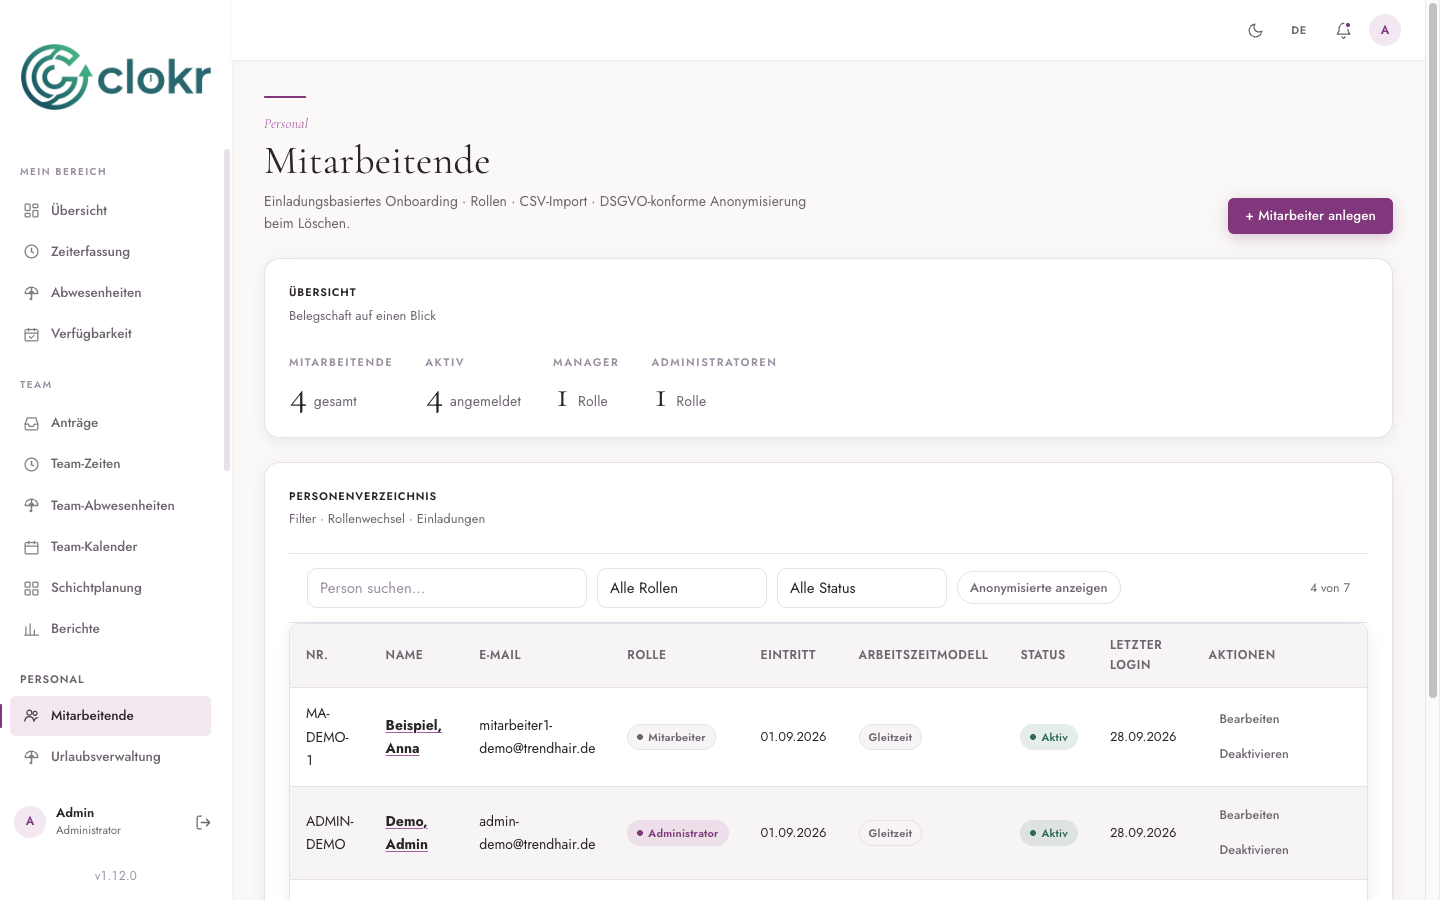 clokr
DE
A
MEIN BEREICH
Übersicht
Zeiterfassung
Abwesenheiten
Verfügbarkeit
TEAM
Anträge
Team-Zeiten
Team-Abwesenheiten
Team-Kalender
Schichtplanung
Berichte
PERSONAL
Mitarbeitende
Urlaubsverwaltung
A
Admin
Administrator
v1.12.0
Personal
Mitarbeitende
Einladungsbasiertes Onboarding · Rollen · CSV-Import · DSGVO-konforme Anonymisierung
beim Löschen.
+ Mitarbeiter anlegen
ÜBERSICHT
Belegschaft auf einen Blick
MITARBEITENDE AKTIV MANAGER ADMINISTRATOREN
4 gesamt 4 angemeldet 1 Rolle 1 Rolle
PERSONENVERZEICHNIS
Filter · Rollenwechsel · Einladungen
Person suchen... Alle Rollen Alle Status Anonymisierte anzeigen 4 von 7
NR. NAME E-MAIL ROLLE EINTRITT ARBEITSZEITMODELL STATUS LETZTER LOGIN AKTIONEN
MA-
DEMO-
1
Beispiel,
Anna
mitarbeiter1-
demo@trendhair.de
Mitarbeiter
01.09.2026
Gleitzeit
Aktiv
28.09.2026
Bearbeiten
Deaktivieren
ADMIN-
DEMO
Demo,
Admin
admin-
demo@trendhair.de
Administrator
01.09.2026
Gleitzeit
Aktiv
28.09.2026
Bearbeiten
Deaktivieren